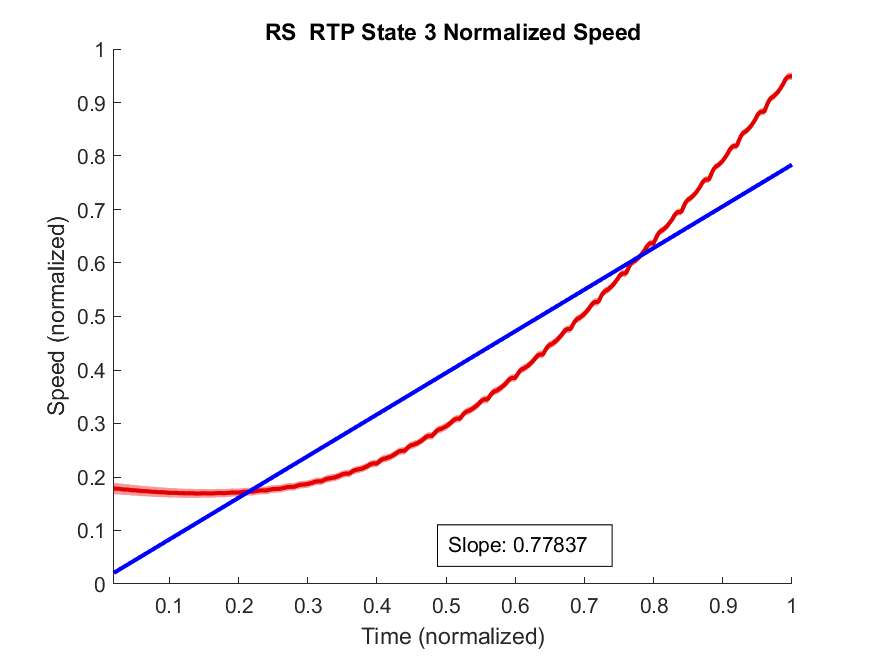 RS  RTP State 3 Normalized Speed
1
0.9
0.8
0.7
0.6
0.5
0.4
0.3
0.2
0.1
0
Speed (normalized)
Slope: 0.77837
0.1 0.2 0.3 0.4 0.5 0.6 0.7 0.8 0.9 1
Time (normalized)